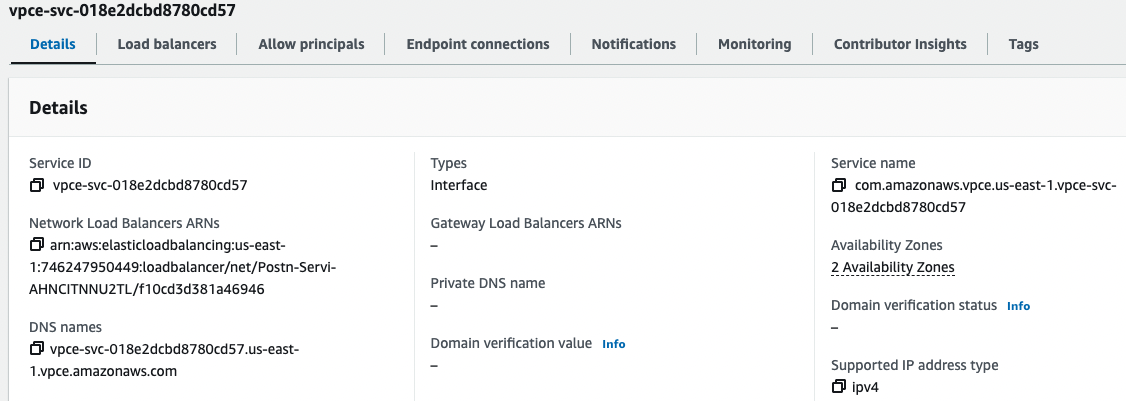 vpce-svc-018e2dcbd8780cd57
Details
Load balancers
Allow principals
Endpoint connections
Notifications
Monitoring
Contributor Insights
Tags
Details
Service ID
vpce-svc-018e2dcbd8780cd57
Network Load Balancers ARNs
arn:aws:elasticloadbalancing:us-east-
1:746247950449:loadbalancer/net/Postn-Servi-
AHNCITNNU2TL/f10cd3d381a46946
DNS names
vpce-svc-018e2dcbd8780cd57.us-east-
1.vpce.amazonaws.com
Types
Interface
Gateway Load Balancers ARNs
–
Private DNS name
–
Domain verification value Info
–
Service name
com.amazonaws.vpce.us-east-1.vpce-svc-
018e2dcbd8780cd57
Availability Zones
2 Availability Zones
Domain verification status Info
–
Supported IP address type
ipv4